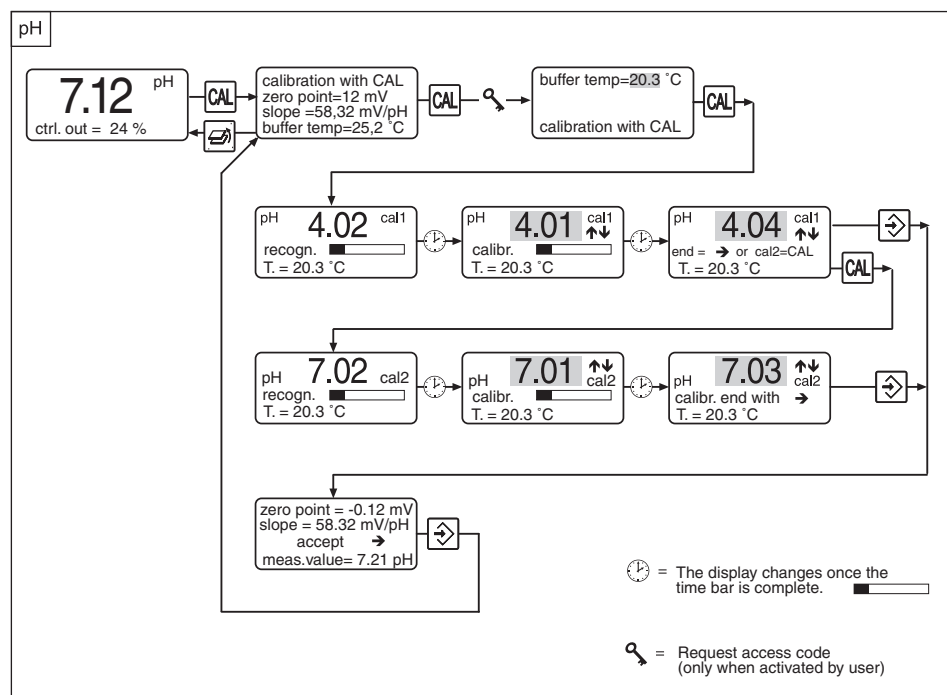 pH
7.12 pH
ctrl. out = 24 %
CAL
calibration with CAL
zero point=12 mV
slope =58,32 mV/pH
buffer temp=25,2 ˚C
CAL
buffer temp=20.3 ˚C
calibration with CAL
CAL
pH 4.02 cal1
recogn.
T. = 20.3 ˚C
pH 4.01 cal1
calibr.
T. = 20.3 ˚C
pH 4.04 cal1
end = ➔ or cal2=CAL
T. = 20.3 ˚C
CAL
pH 7.02 cal2
recogn.
T. = 20.3 ˚C
pH 7.01 cal2
calibr.
T. = 20.3 ˚C
pH 7.03 cal2
calibr. end with ➔
T. = 20.3 ˚C
zero point = -0.12 mV
slope = 58.32 mV/pH
accept ➔
meas.value= 7.21 pH
= The display changes once the
time bar is complete.
= Request access code
(only when activated by user)